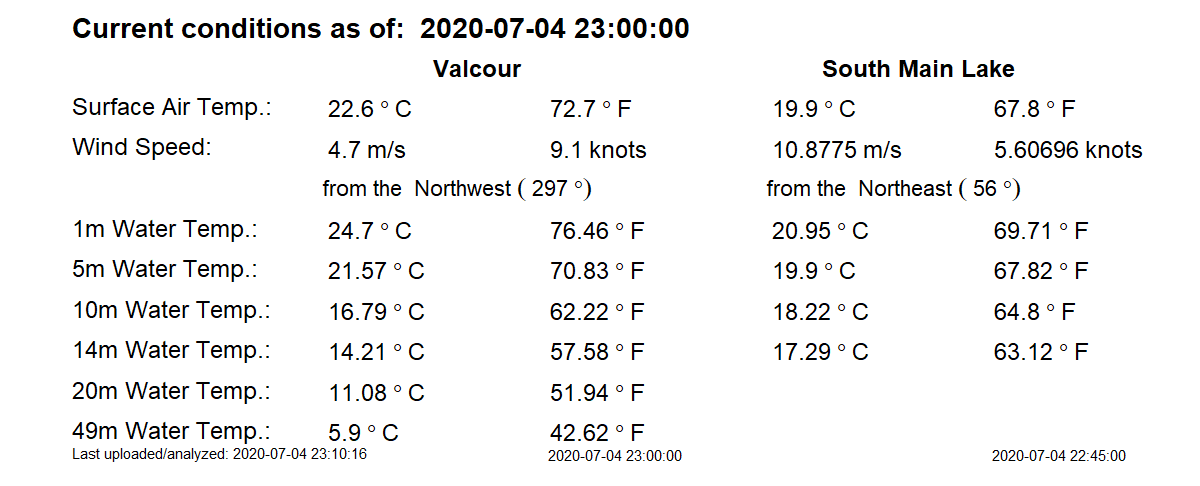 Current conditions as of: 2020-07-04 23:00:00
Valcour South Main Lake
Surface Air Temp.: 22.6 ° C 72.7 ° F 19.9 ° C 67.8 ° F
Wind Speed: 4.7 m/s 9.1 knots 10.8775 m/s 5.60696 knots
from the Northwest ( 297 °) from the Northeast ( 56 °)
1m Water Temp.: 24.7 ° C 76.46 ° F 20.95 ° C 69.71 ° F
5m Water Temp.: 21.57 ° C 70.83 ° F 19.9 ° C 67.82 ° F
10m Water Temp.: 16.79 ° C 62.22 ° F 18.22 ° C 64.8 ° F
14m Water Temp.: 14.21 ° C 57.58 ° F 17.29 ° C 63.12 ° F
20m Water Temp.: 11.08 ° C 51.94 ° F
49m Water Temp.: 5.9 ° C 42.62 ° F
Last uploaded/analyzed: 2020-07-04 23:10:16 2020-07-04 23:00:00 2020-07-04 22:45:00